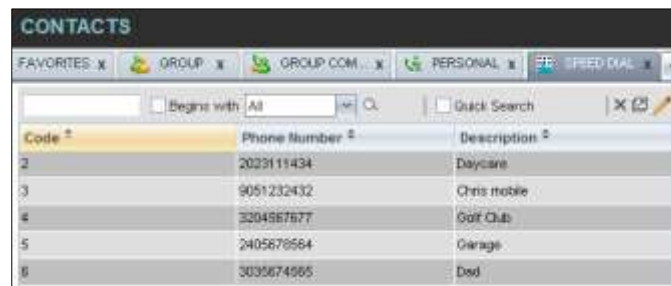 CONTACTS
FAVORITES x GROUP x GROUP COM... x PERSONAL x SPEED DIAL x
Begins with All Quick Search
Code Phone Number Description
2 2023111434 Daycare
3 9051232432 Chris mobile
4 3204567677 Golf Club
5 2405678564 Garage
6 3035674565 Dad